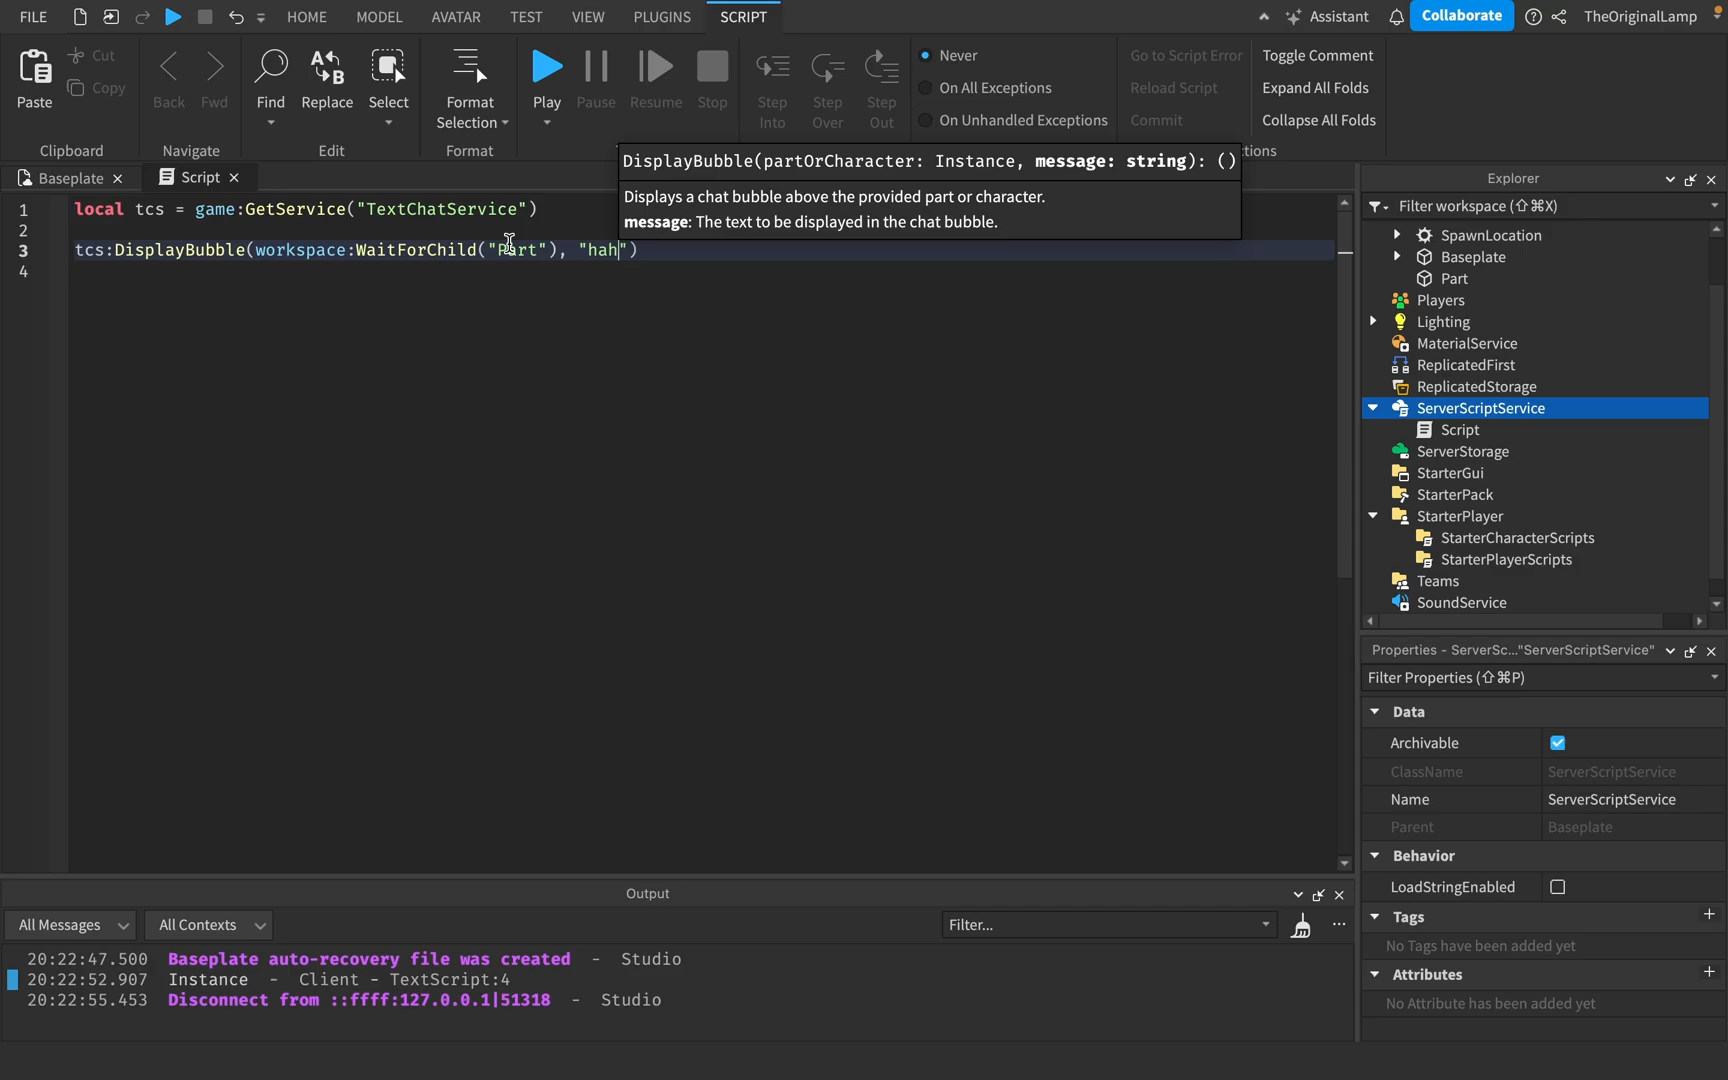 FILE HOME MODEL AVATAR TEST VIEW PLUGINS SCRIPT Assistant Collaborate TheOriginalLamp
Paste Cut Copy Back Fwd Find Replace Select Format Selection Play Pause Resume Stop Step Into Step Over Step Out
Never
On All Exceptions
On Unhandled Exceptions
Go to Script Error
Reload Script
Commit
Toggle Comment
Expand All Folds
Collapse All Folds
Clipboard Navigate Edit Format ctions
Baseplate Script
DisplayBubble(partOrCharacter: Instance, message: string): ()
Displays a chat bubble above the provided part or character.
message: The text to be displayed in the chat bubble.
1 local tcs = game:GetService("TextChatService")
2
3 tcs:DisplayBubble(workspace:WaitForChild("Part"), "hah")
4
Explorer
Filter workspace (⇧⌘X)
SpawnLocation
Baseplate
Part
Players
Lighting
MaterialService
ReplicatedFirst
ReplicatedStorage
ServerScriptService
Script
ServerStorage
StarterGui
StarterPack
StarterPlayer
StarterCharacterScripts
StarterPlayerScripts
Teams
SoundService
Properties - ServerSc..."ServerScriptService"
Filter Properties (⇧⌘P)
Data
Archivable
ClassName ServerScriptService
Name ServerScriptService
Parent Baseplate
Behavior
LoadStringEnabled
Tags
No Tags have been added yet
Attributes
No Attribute has been added yet
Output
All Messages All Contexts Filter...
20:22:47.500 Baseplate auto-recovery file was created - Studio
20:22:52.907 Instance - Client - TextScript:4
20:22:55.453 Disconnect from ::ffff:127.0.0.1|51318 - Studio